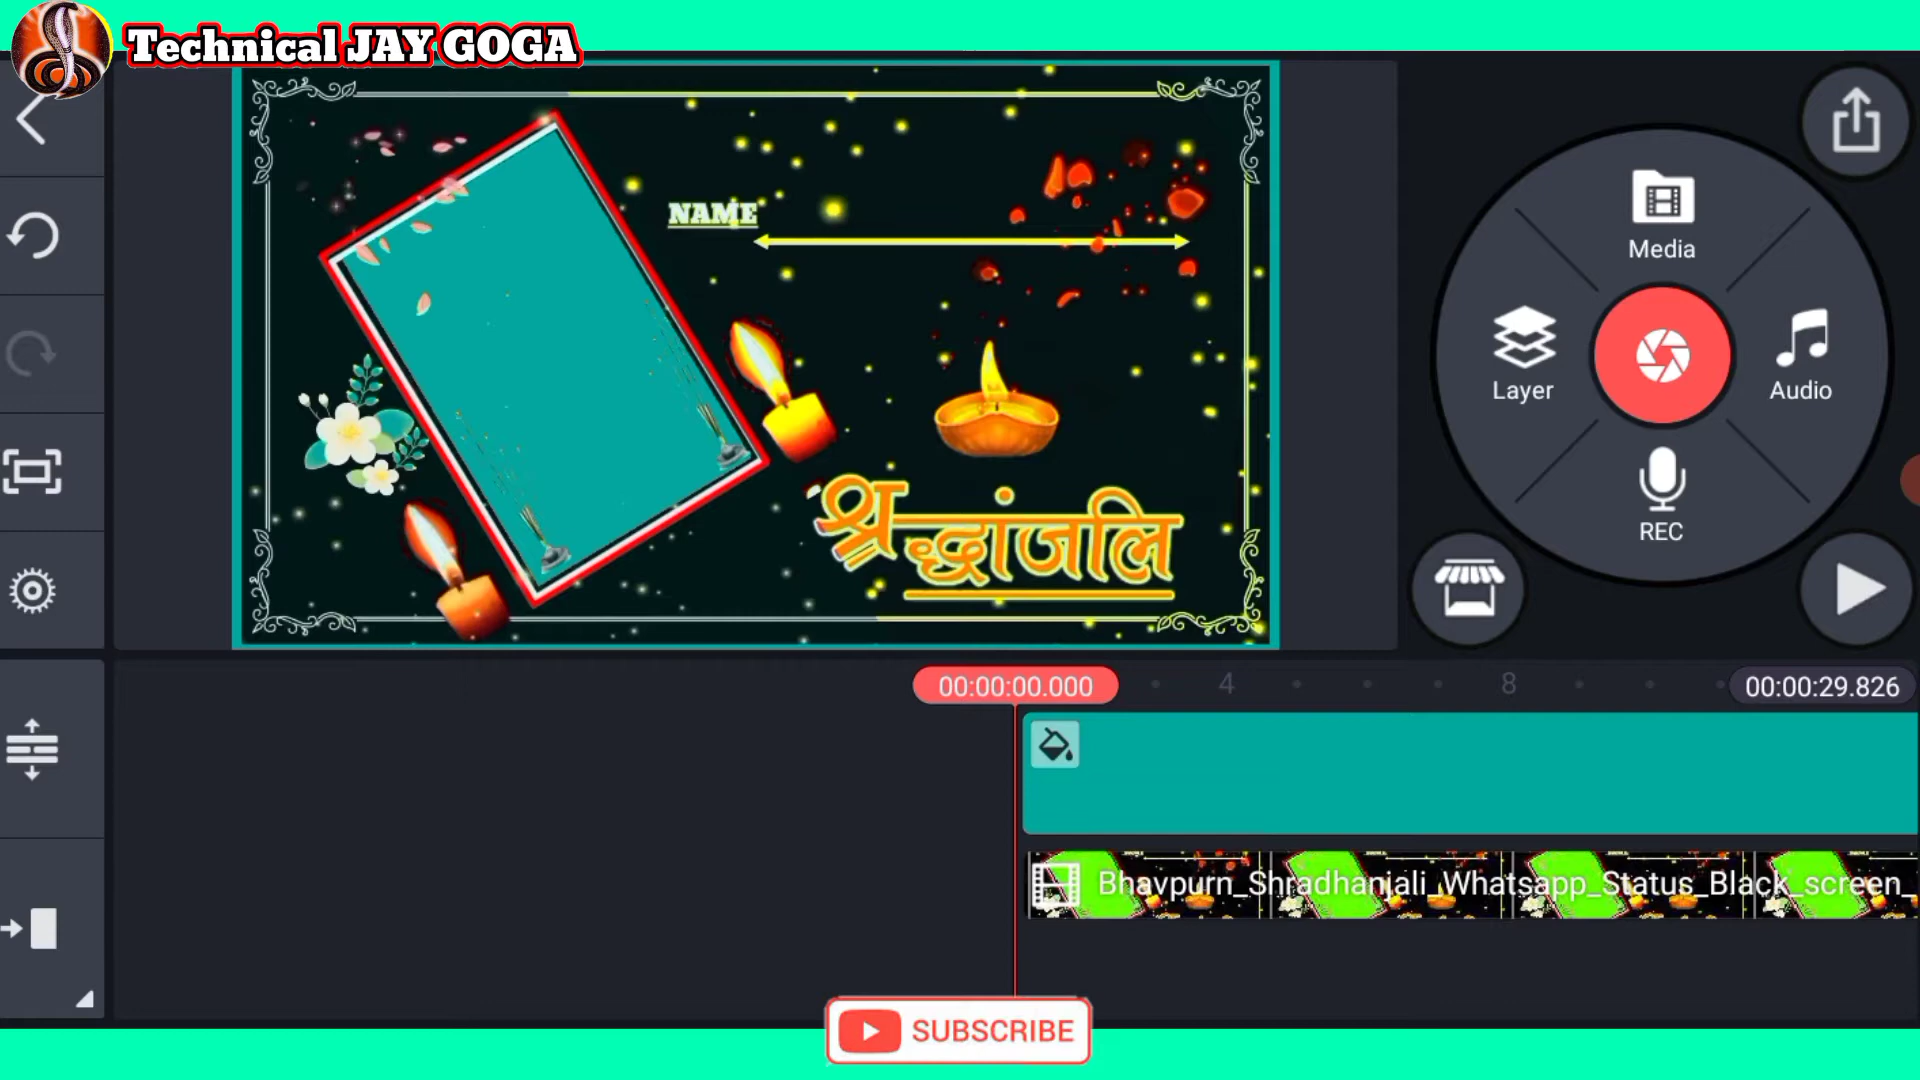 Technical JAY GOGA
NAME
श्रद्धांजलि
Media
Layer
Audio
REC
00:00:00.000
4
8
00:00:29.826
Bhavpurn_Shradhanjali_Whatsapp_Status_Black_screen_
SUBSCRIBE